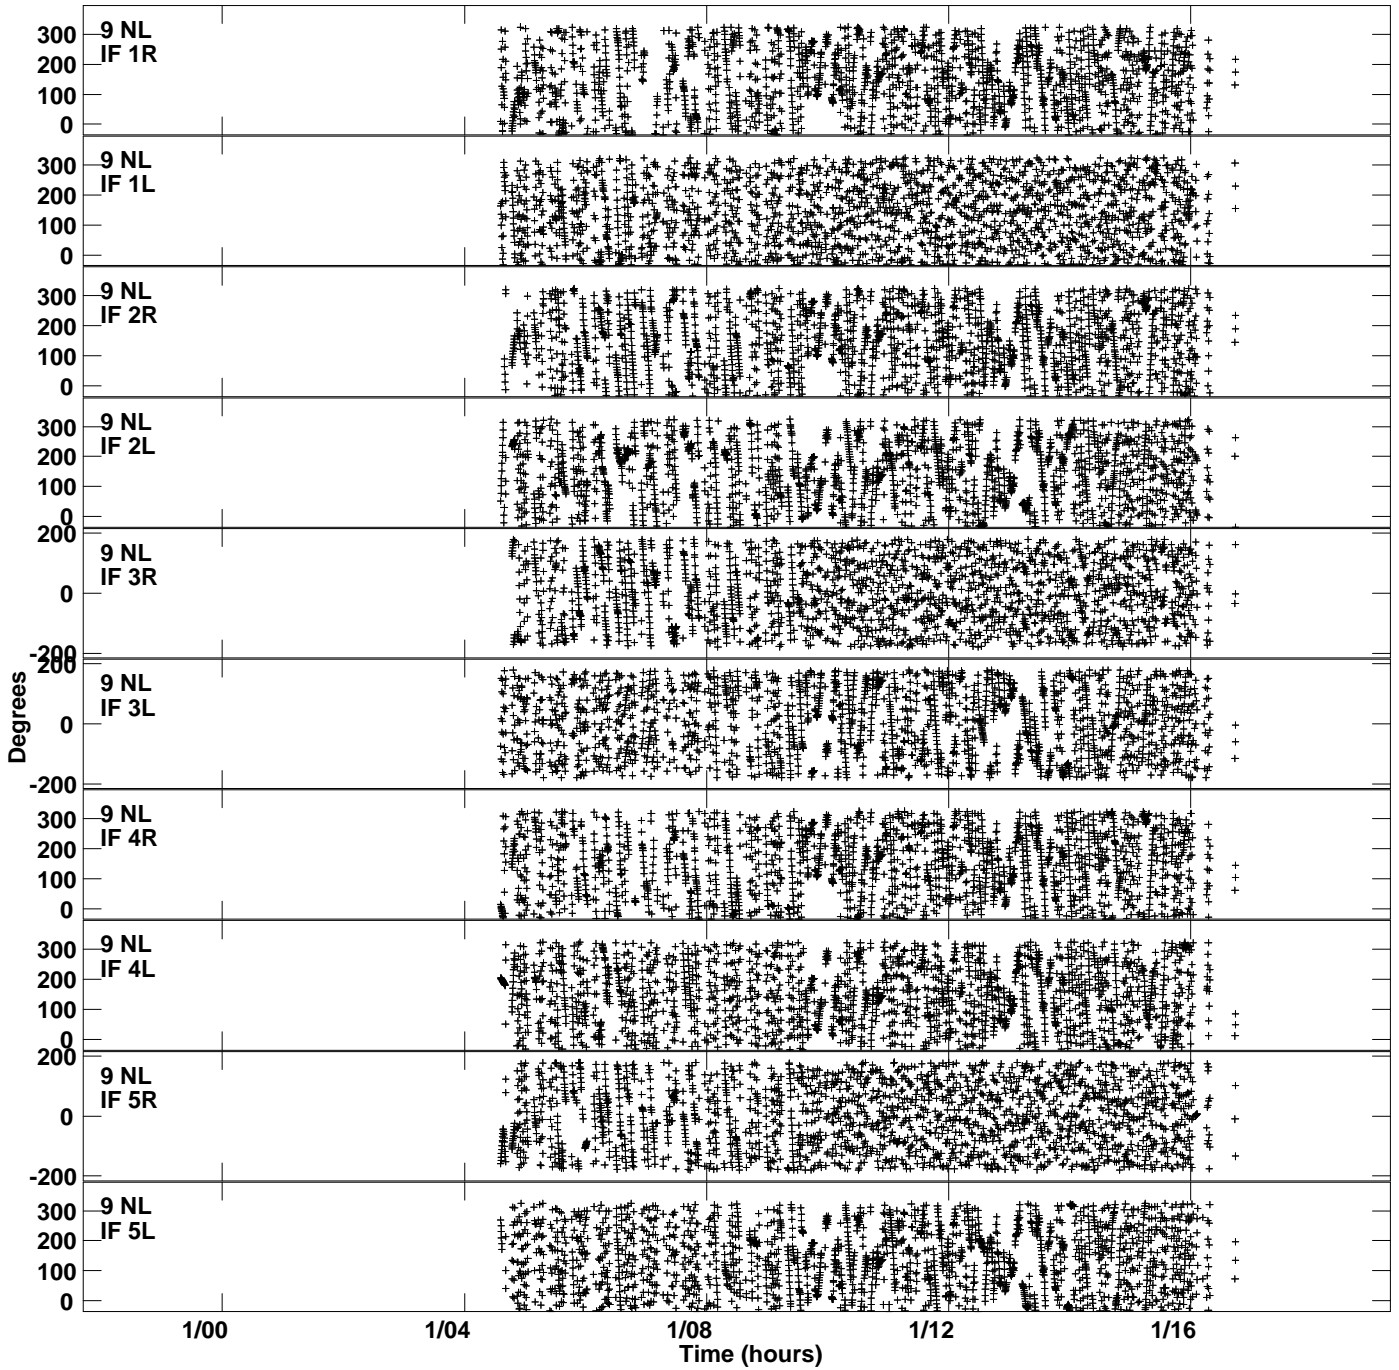 9 NL
IF 1R
300
200
100
0
9 NL
IF 1L
300
200
100
0
9 NL
IF 2R
300
200
100
0
9 NL
IF 2L
300
200
100
0
9 NL
IF 3R
200
0
-200
9 NL
IF 3L
200
0
-200
9 NL
IF 4R
300
200
100
0
9 NL
IF 4L
300
200
100
0
9 NL
IF 5R
200
0
-200
9 NL
IF 5L
300
200
100
0
Degrees
1/00 1/04 1/08 1/12 1/16
Time (hours)